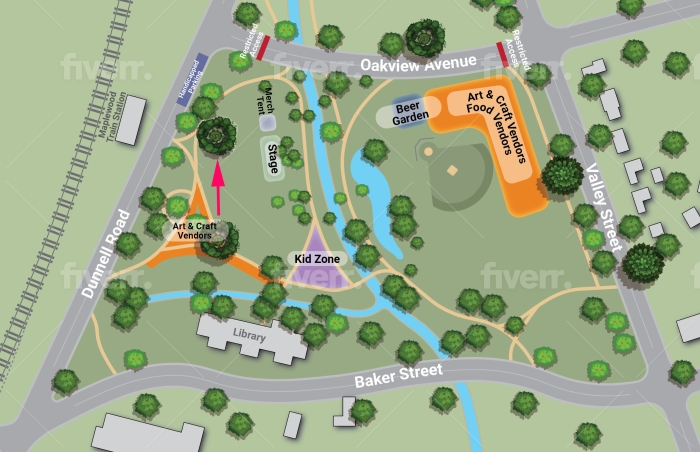 Restricted
Access
Restricted
Access
Oakview Avenue
fiverr.
fiverr.
fiverr.
Handicapped
Parking
Maplewood
Train Station
Merch
Tent
Beer
Garden
Art & Craft Vendors
Food Vendors
Stage
Valley Street
Art & Craft
Vendors
Dunnell Road
Kid Zone
fiverr.
fiverr.
fiverr.
Library
Baker Street